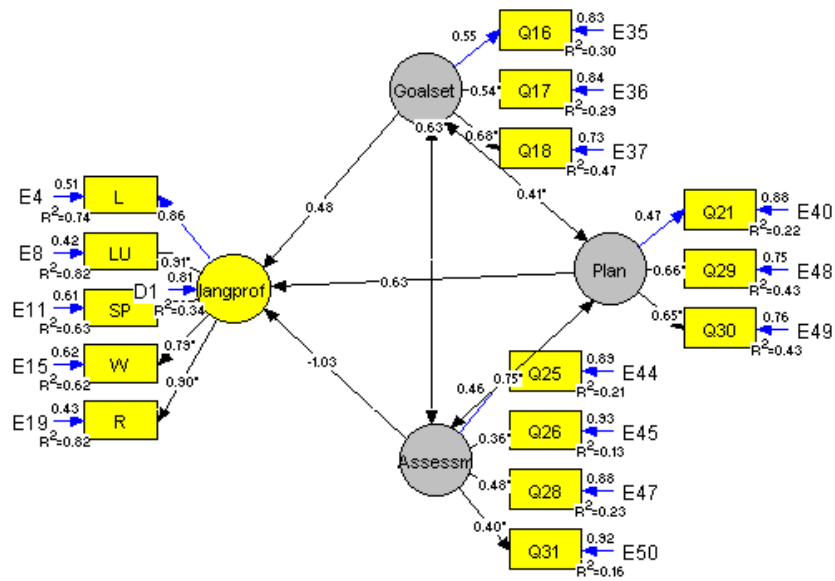 0.83
Q16 E35
0.55 R²=0.30
0.84
Goalset 0.54* Q17 E36
R²=0.29
0.63* 0.68* 0.73
Q18 E37
R²=0.47
0.51
E4 L
R²=0.74 0.86
0.48
0.41*
0.88
0.47 Q21 E40
R²=0.22
0.42
E8 LU
R²=0.82 0.91*
0.75
Plan 0.66* Q29 E48
R²=0.43
0.81
D1 langprof 0.63
R²=0.34
0.61
E11 SP
R²=0.63
0.76
0.65* Q30 E49
R²=0.43
0.62 0.79*
E15 W
R²=0.62
-1.03
0.89
0.46 0.75* Q25 E44
R²=0.21
0.43 0.90*
E19 R
R²=0.82
0.93
0.36* Q26 E45
R²=0.13
Assessm
0.88
0.48* Q28 E47
R²=0.23
0.92
0.40* Q31 E50
R²=0.16